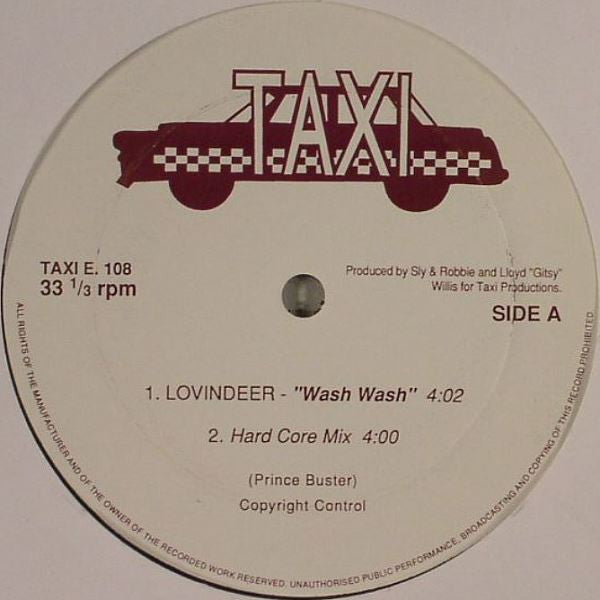 TAXI
TAXI E. 108
33 1/3 rpm
Produced by Sly & Robbie and Lloyd "Gitsy"
Willis for Taxi Productions.
SIDE A
1. LOVINDEER - "Wash Wash" 4:02
2. Hard Core Mix 4:00
(Prince Buster)
Copyright Control
ALL RIGHTS OF THE MANUFACTURER AND OF THE OWNER OF THE RECORDED WORK RESERVED. UNAUTHORISED PUBLIC PERFORMANCE, BROADCASTING AND COPYING OF THIS RECORD PROHIBITED.